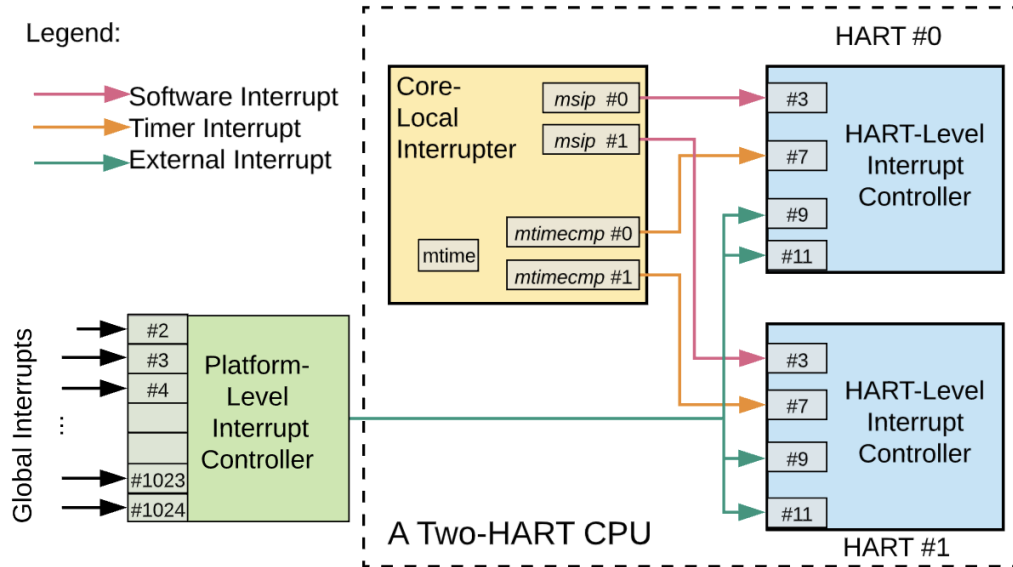 Legend:
Software Interrupt
Timer Interrupt
External Interrupt
HART #0
Core-
Local
Interrupter
msip #0
msip #1
mtimecmp #0
mtime
mtimecmp #1
#3
#7
#9
#11
HART-Level
Interrupt
Controller
Global Interrupts
...
#2
#3
#4
#1023
#1024
Platform-
Level
Interrupt
Controller
#3
#7
#9
#11
HART-Level
Interrupt
Controller
A Two-HART CPU
HART #1